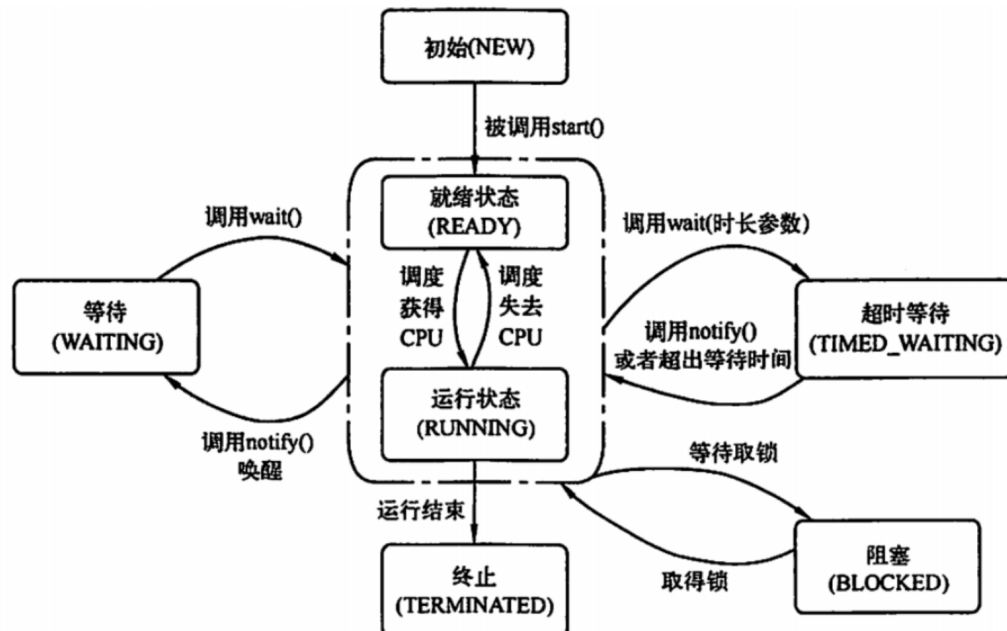 初始(NEW)
被调用start()
就绪状态
(READY)
调用wait()
调用wait(时长参数)
调度
获得
CPU
调度
失去
CPU
等待
(WAITING)
超时等待
(TIMED_WAITING)
调用notify()
或者超出等待时间
运行状态
(RUNNING)
调用notify()
唤醒
等待取锁
运行结束
取得锁
终止
(TERMINATED)
阻塞
(BLOCKED)